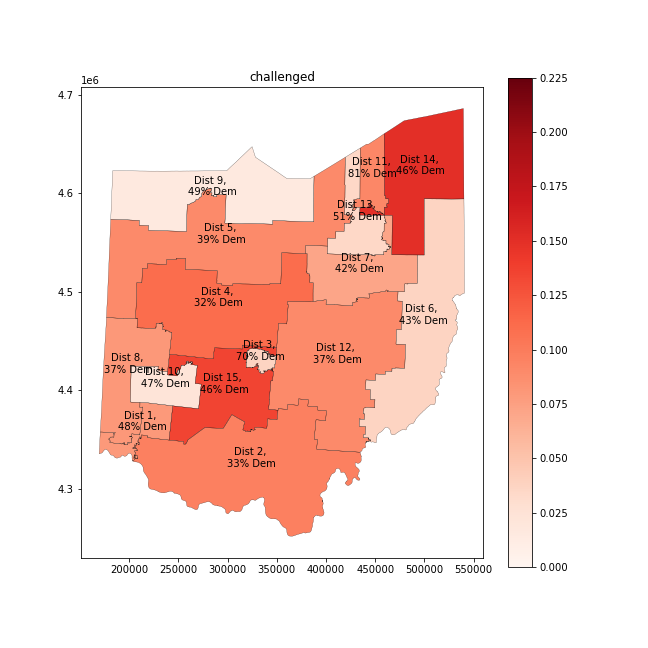 challenged
1e6
4.7
4.6
4.5
4.4
4.3
Dist 11,
81% Dem
Dist 14,
46% Dem
Dist 9,
49% Dem
Dist 13,
51% Dem
Dist 5,
39% Dem
Dist 7,
42% Dem
Dist 4,
32% Dem
Dist 6,
43% Dem
Dist 3,
70% Dem
Dist 12,
37% Dem
Dist 8,
37% Dem
Dist 10,
47% Dem
Dist 15,
46% Dem
Dist 1,
48% Dem
Dist 2,
33% Dem
200000 250000 300000 350000 400000 450000 500000 550000
0.225
0.200
0.175
0.150
0.125
0.100
0.075
0.050
0.025
0.000